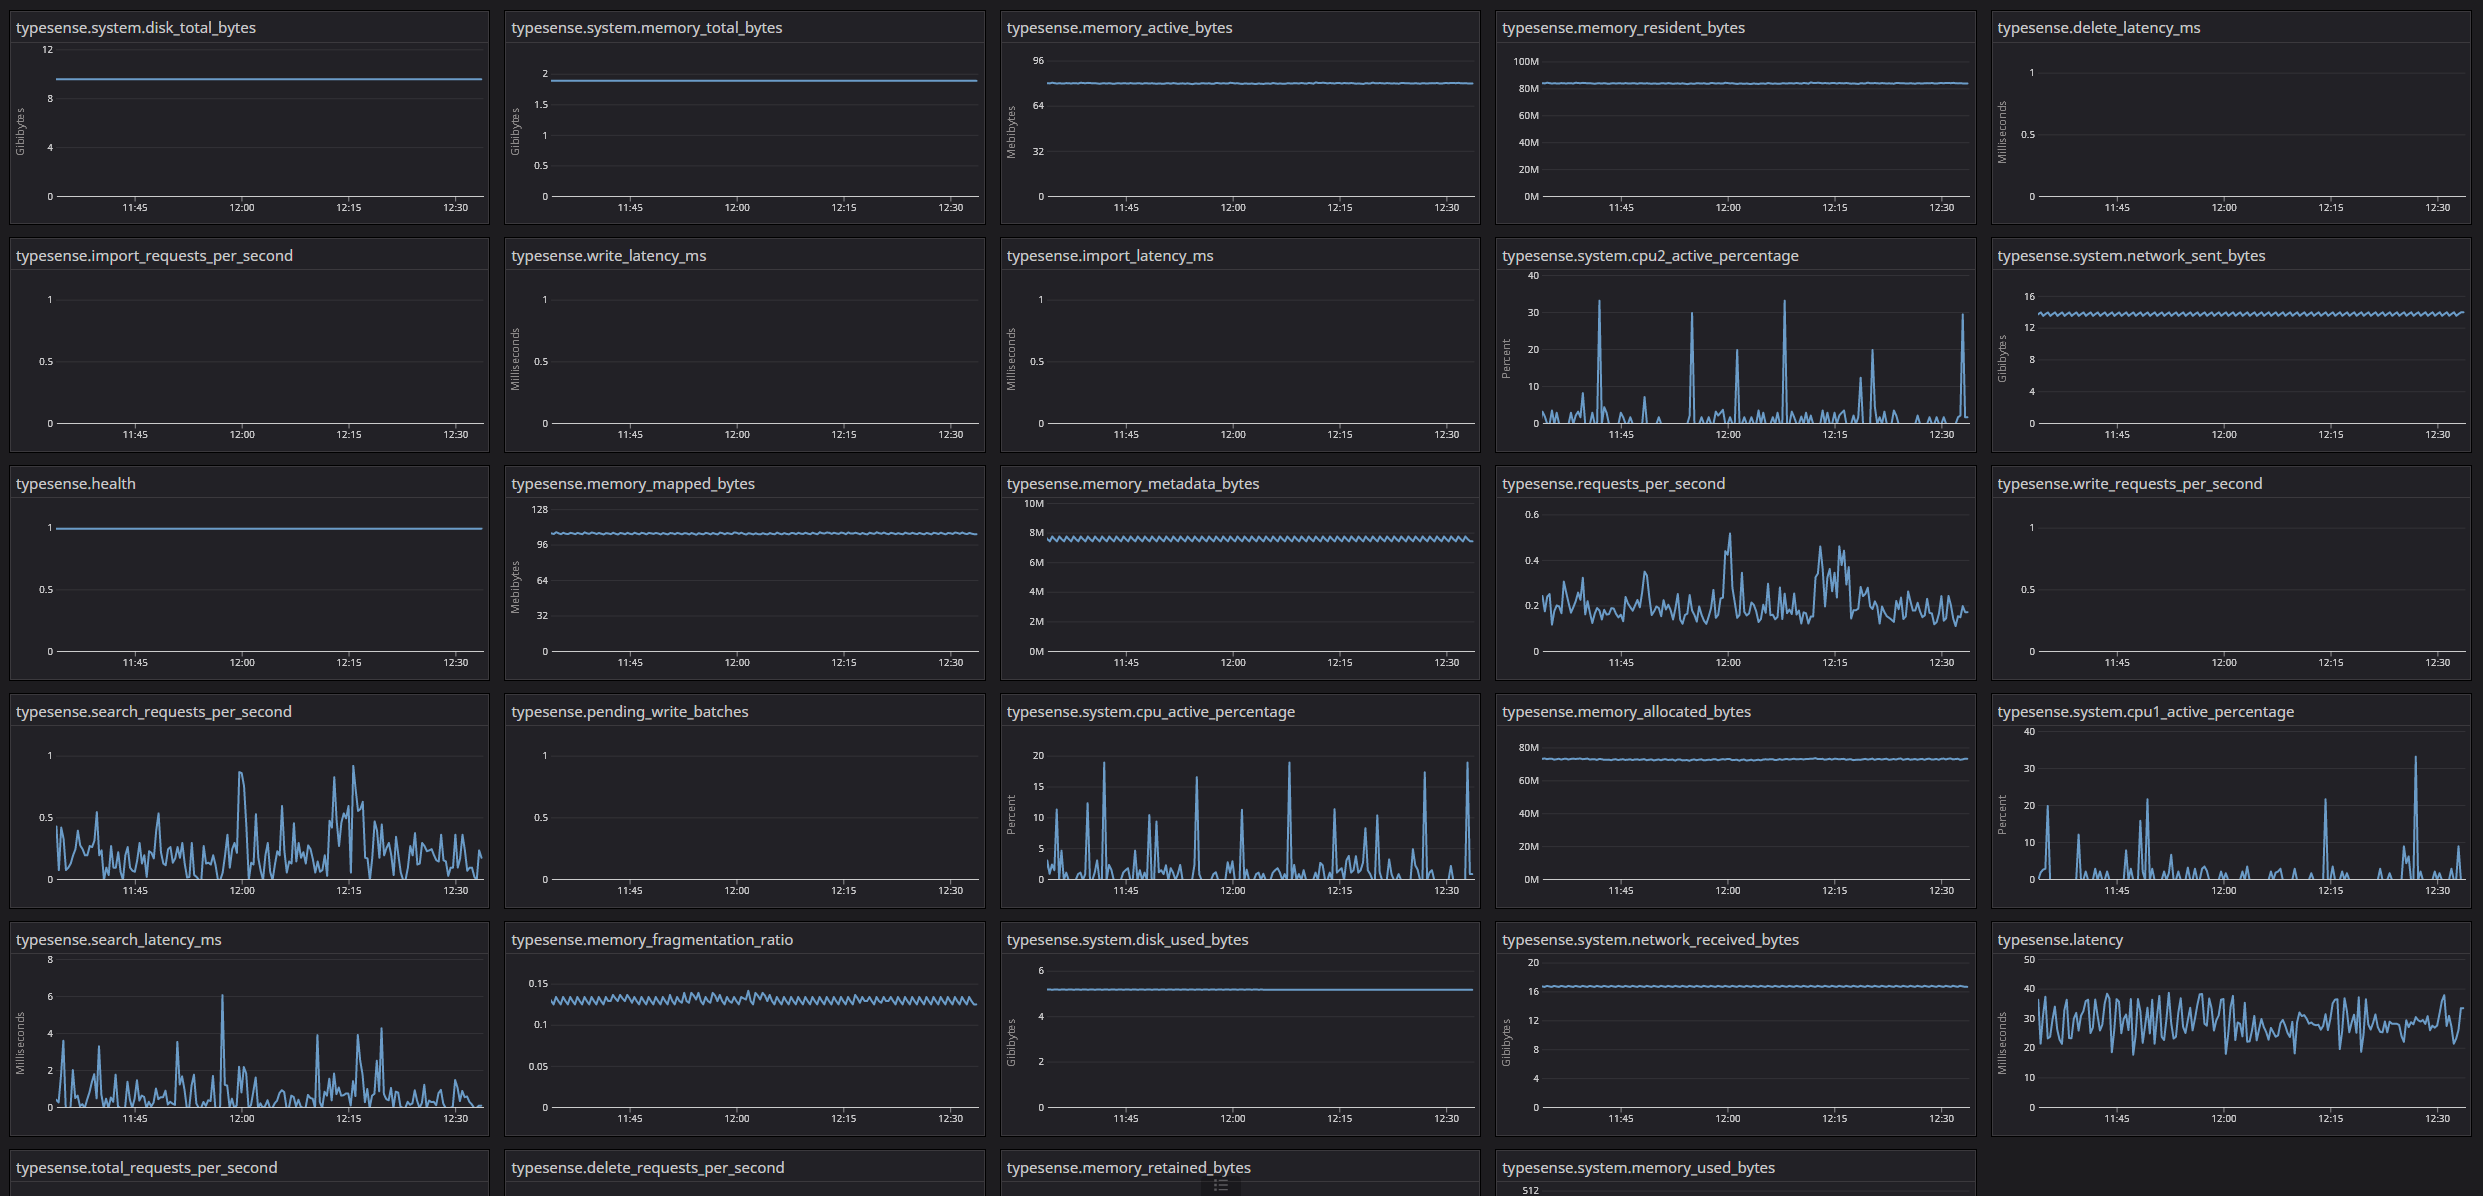 typesense.system.disk_total_bytes
12
8
4
0
Gibibytes
11:45 12:00 12:15 12:30
typesense.system.memory_total_bytes
2
1.5
1
0.5
0
Gibibytes
11:45 12:00 12:15 12:30
typesense.memory_active_bytes
96
64
32
0
Mebibytes
11:45 12:00 12:15 12:30
typesense.memory_resident_bytes
100M
80M
60M
40M
20M
0M
11:45 12:00 12:15 12:30
typesense.delete_latency_ms
1
0.5
0
Milliseconds
11:45 12:00 12:15 12:30
typesense.import_requests_per_second
1
0.5
0
11:45 12:00 12:15 12:30
typesense.write_latency_ms
1
0.5
0
Milliseconds
11:45 12:00 12:15 12:30
typesense.import_latency_ms
1
0.5
0
Milliseconds
11:45 12:00 12:15 12:30
typesense.system.cpu2_active_percentage
40
30
20
10
0
Percent
11:45 12:00 12:15 12:30
typesense.system.network_sent_bytes
16
12
8
4
0
Gibibytes
11:45 12:00 12:15 12:30
typesense.health
1
0.5
0
11:45 12:00 12:15 12:30
typesense.memory_mapped_bytes
128
96
64
32
0
Mebibytes
11:45 12:00 12:15 12:30
typesense.memory_metadata_bytes
10M
8M
6M
4M
2M
0M
11:45 12:00 12:15 12:30
typesense.requests_per_second
0.6
0.4
0.2
0
11:45 12:00 12:15 12:30
typesense.write_requests_per_second
1
0.5
0
11:45 12:00 12:15 12:30
typesense.search_requests_per_second
1
0.5
0
11:45 12:00 12:15 12:30
typesense.pending_write_batches
1
0.5
0
11:45 12:00 12:15 12:30
typesense.system.cpu_active_percentage
20
15
10
5
0
Percent
11:45 12:00 12:15 12:30
typesense.memory_allocated_bytes
80M
60M
40M
20M
0M
11:45 12:00 12:15 12:30
typesense.system.cpu1_active_percentage
40
30
20
10
0
Percent
11:45 12:00 12:15 12:30
typesense.search_latency_ms
8
6
4
2
0
Milliseconds
11:45 12:00 12:15 12:30
typesense.memory_fragmentation_ratio
0.15
0.1
0.05
0
11:45 12:00 12:15 12:30
typesense.system.disk_used_bytes
6
4
2
0
Gibibytes
11:45 12:00 12:15 12:30
typesense.system.network_received_bytes
20
16
12
8
4
0
Gibibytes
11:45 12:00 12:15 12:30
typesense.latency
50
40
30
20
10
0
Milliseconds
11:45 12:00 12:15 12:30
typesense.total_requests_per_second
typesense.delete_requests_per_second
typesense.memory_retained_bytes
typesense.system.memory_used_bytes
512